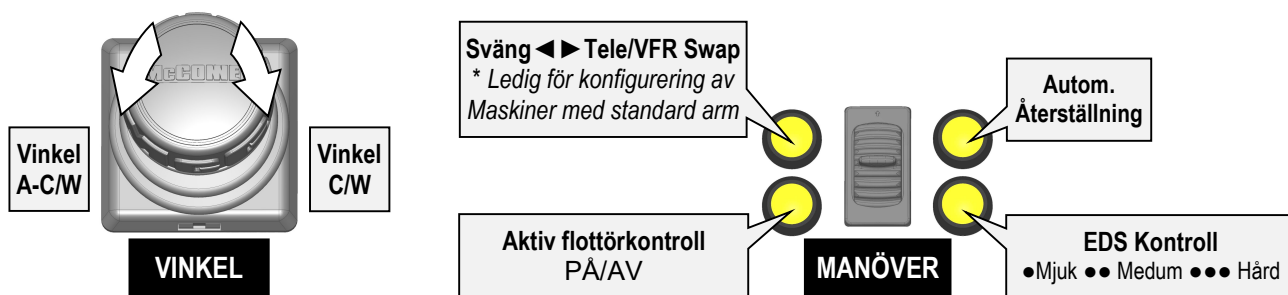 McCONNEL
Vinkel
A-C/W
Vinkel
C/W
VINKEL
Sväng◄►Tele/VFR Swap
* Ledig för konfigurering av
Maskiner med standard arm
Autom.
Återställning
Aktiv flottörkontroll
PÅ/AV
MANÖVER
EDS Kontroll
●Mjuk ●● Medum ●●● Hård